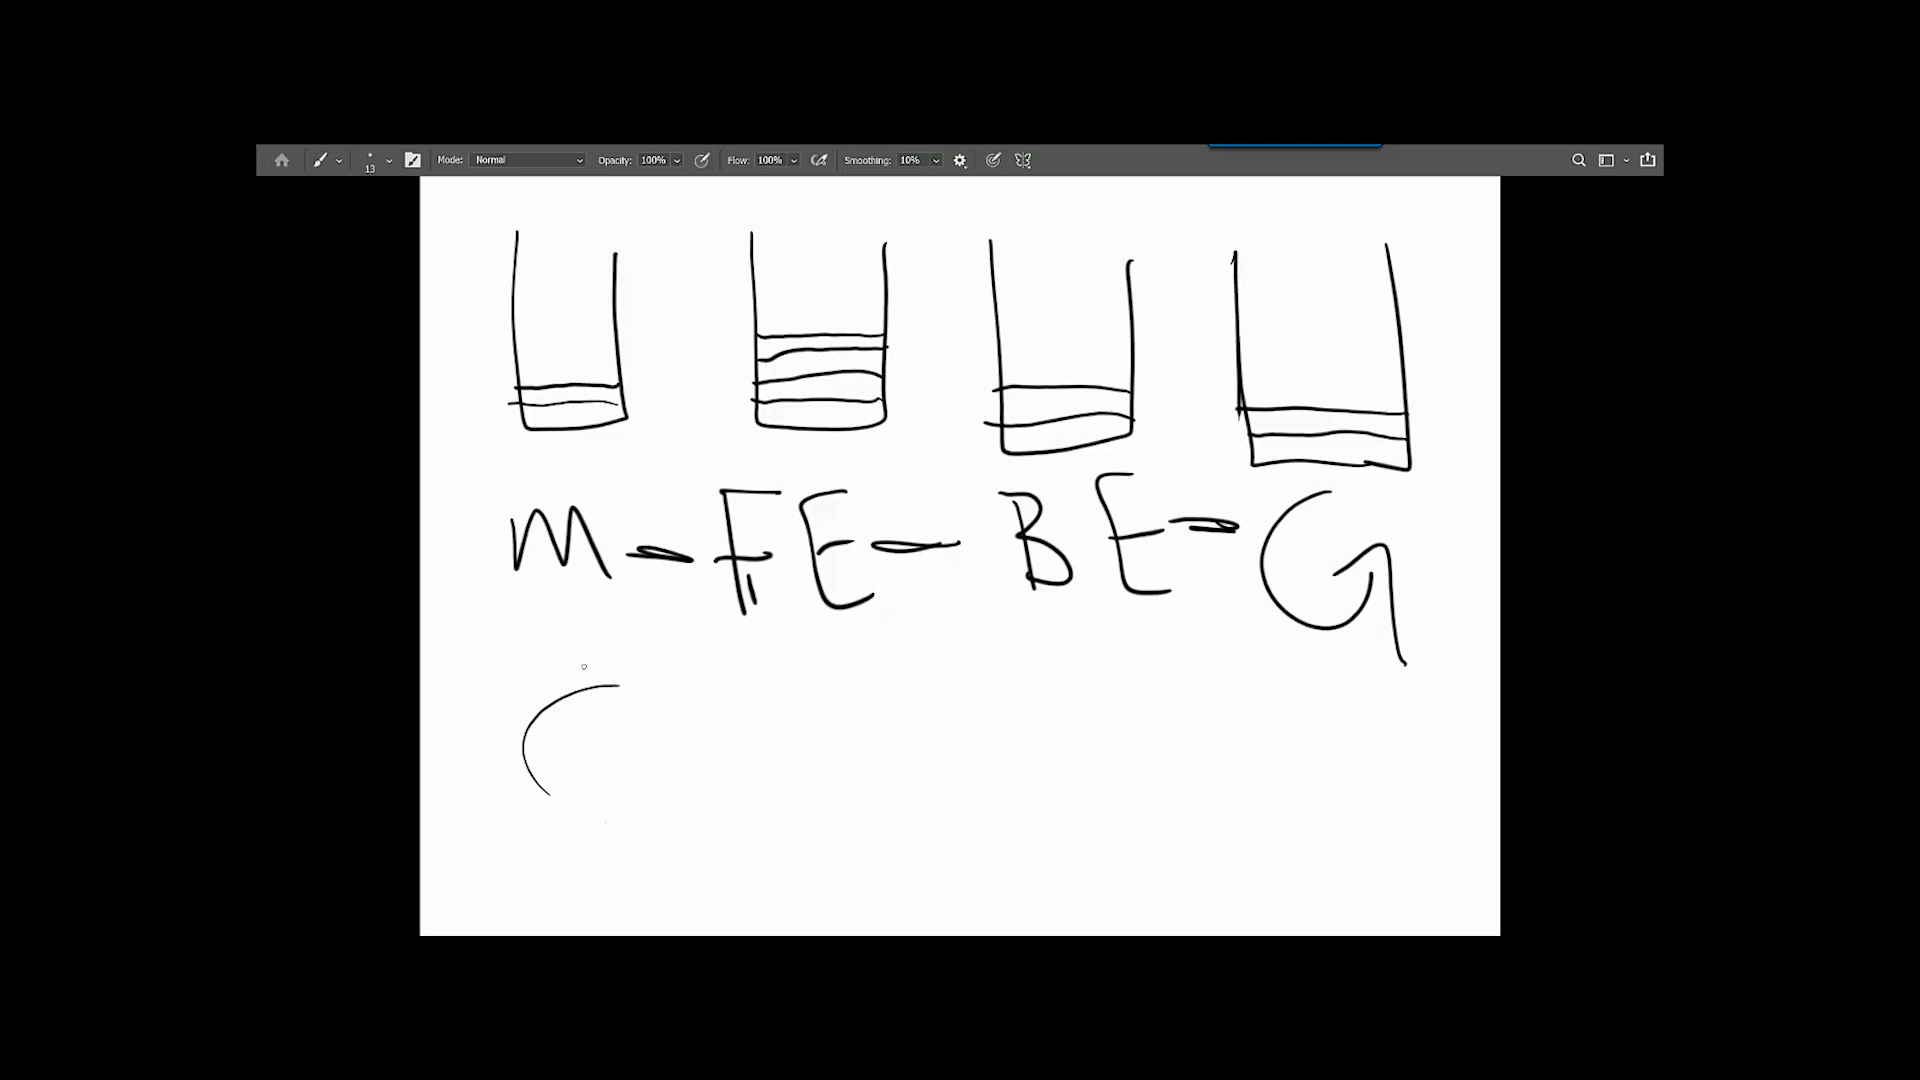 13 Mode: Normal Opacity: 100% Flow: 100% Smoothing: 10%
M - FE - BE - G